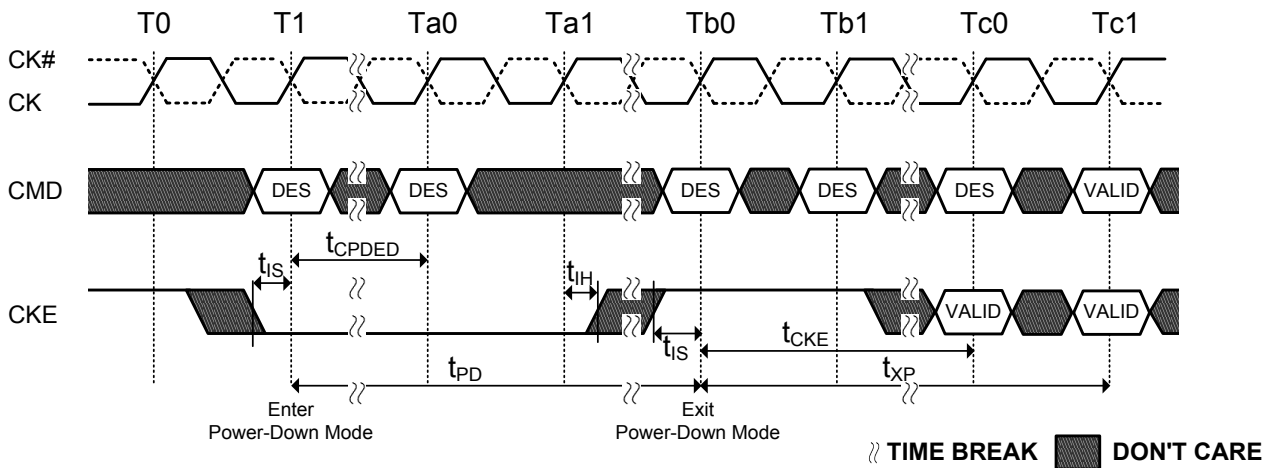 T0 T1 Ta0 Ta1 Tb0 Tb1 Tc0 Tc1
CK#
CK
CMD DES DES DES DES DES VALID
tCPDED
tIS tIH
CKE VALID VALID
tIS tCKE
tPD tXP
Enter
Power-Down Mode
Exit
Power-Down Mode
TIME BREAK DON'T CARE